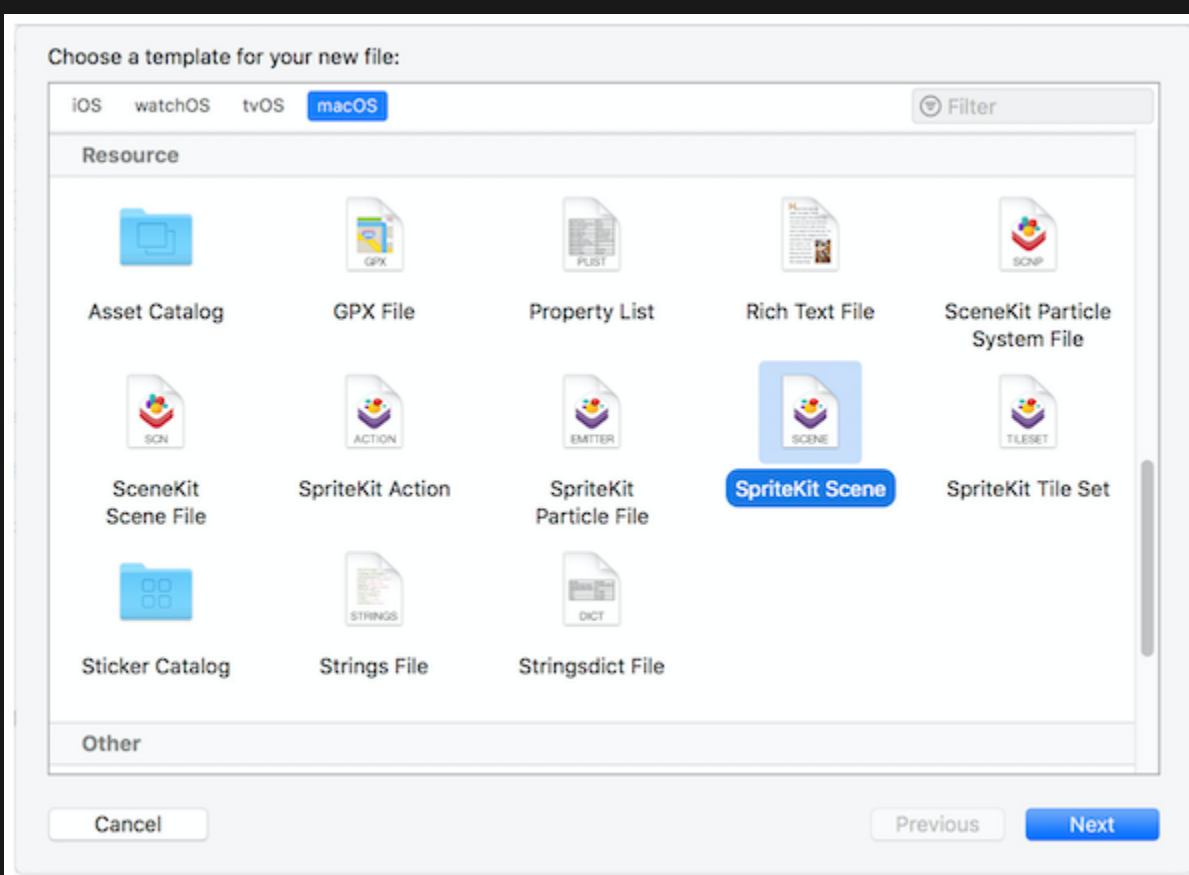 Choose a template for your new file:
iOS watchOS tvOS macOS Filter
Resource
GPX PLIST SCNP
Asset Catalog GPX File Property List Rich Text File SceneKit Particle
System File
SCN ACTION EMITTER SCENE TILESET
SceneKit SpriteKit Action SpriteKit SpriteKit Scene SpriteKit Tile Set
Scene File Particle File
STRINGS DICT
Sticker Catalog Strings File Stringsdict File
Other
Cancel Previous Next